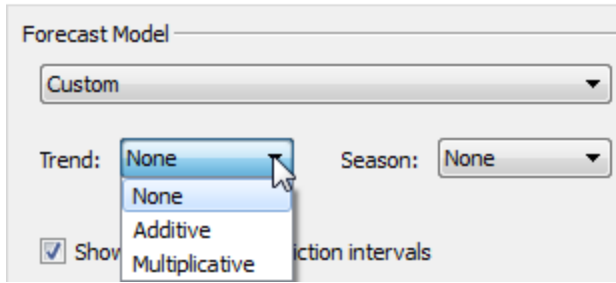 Forecast Model
Custom
Trend: None Season: None
None
Additive
Show iction intervals
Multiplicative